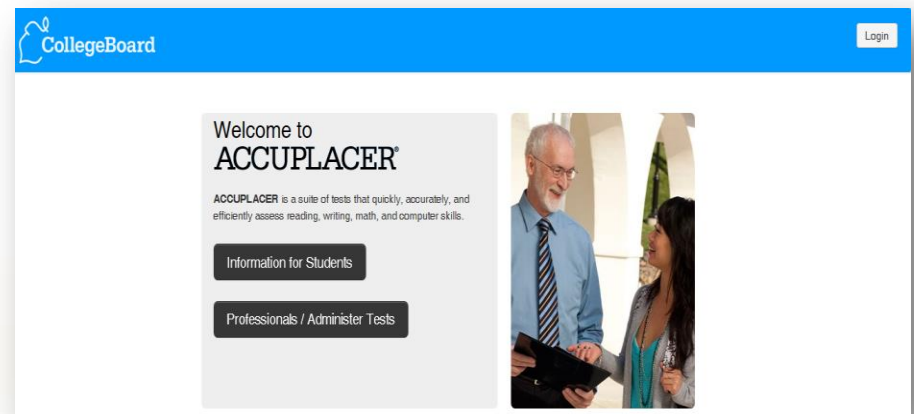 CollegeBoard
Login
Welcome to
ACCUPLACER®
ACCUPLACER is a suite of tests that quickly, accurately, and
efficiently assess reading, writing, math, and computer skills.
Information for Students
Professionals / Administer Tests